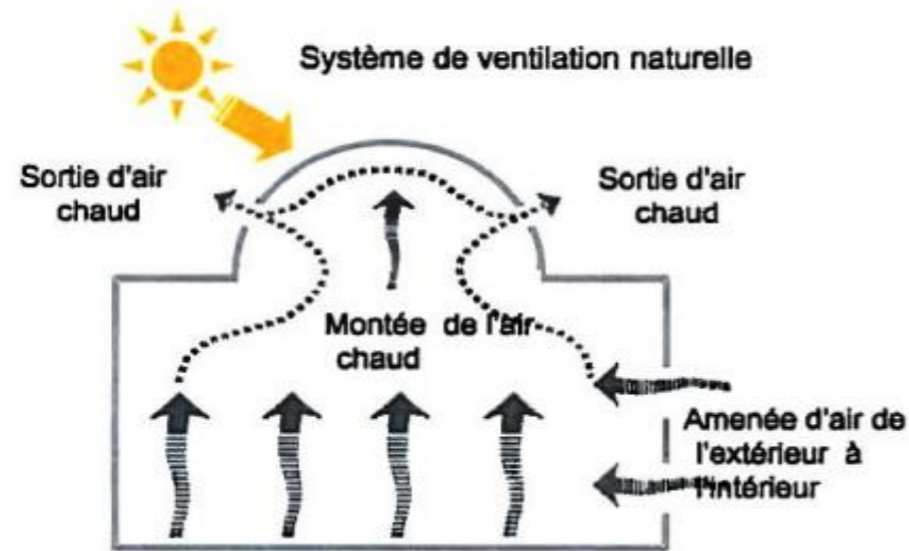 Système de ventilation naturelle
Sortie d'air
chaud
Sortie d'air
chaud
Montée de l'air
chaud
Amenée d'air de
l'extérieur à
l'intérieur